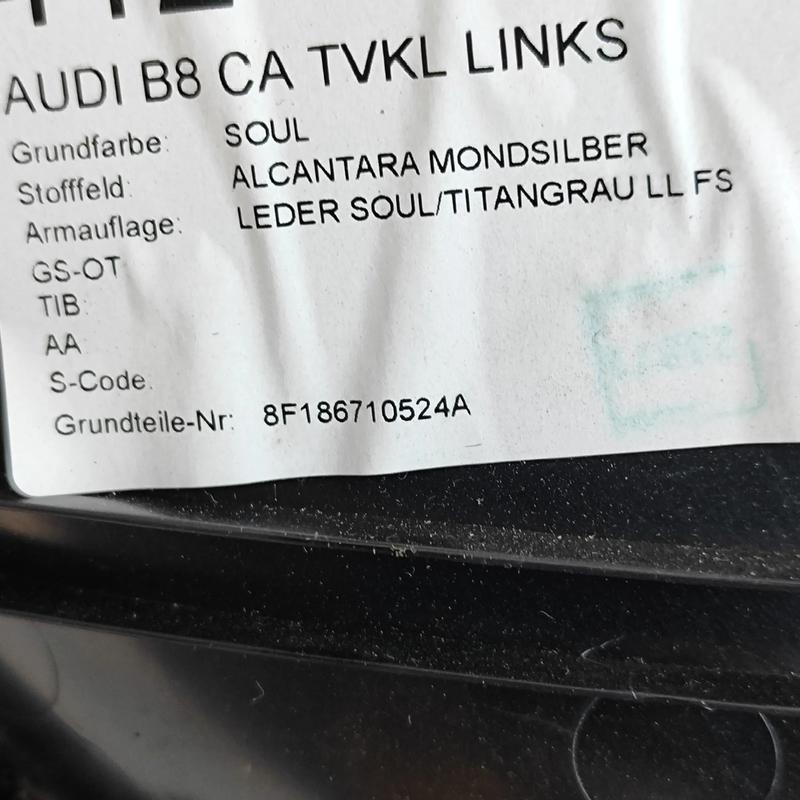 AUDI B8 CA TVKL LINKS
Grundfarbe: SOUL
Stofffeld: ALCANTARA MONDSILBER
Armauflage: LEDER SOUL/TITANGRAU LL FS
GS-OT:
TIB:
AA
S-Code:
Grundteile-Nr: 8F186710524A